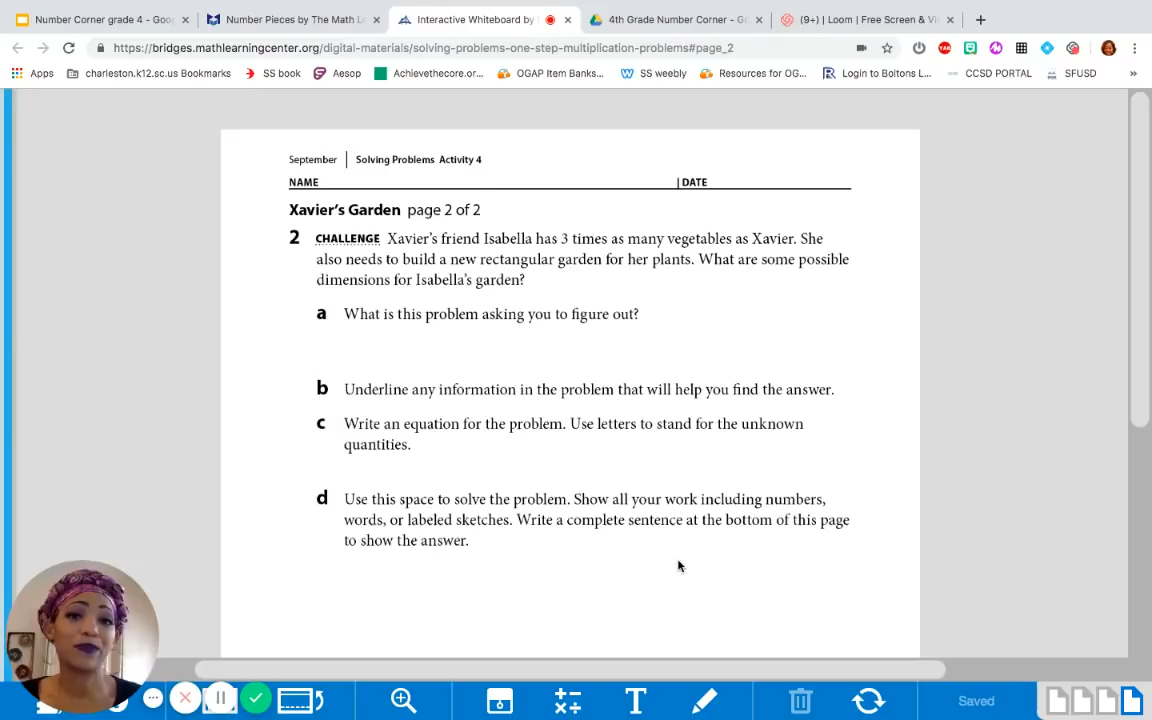 Number Corner grade 4 - Goo
Number Pieces by The Math L
Interactive Whiteboard by
4th Grade Number Corner - Go
(9+) | Loom | Free Screen & Vi
https://bridges.mathlearningcenter.org/digital-materials/solving-problems-one-step-multiplication-problems#page_2
Apps
charleston.k12.sc.us Bookmarks
SS book
Aesop
Achievethecore.or...
OGAP Item Banks...
SS weekly
Resources for OG...
Login to Boltons L...
CCSD PORTAL
SFUSD
»
September | Solving Problems Activity 4
NAME | DATE
Xavier's Garden page 2 of 2
2 CHALLENGE Xavier's friend Isabella has 3 times as many vegetables as Xavier. She
also needs to build a new rectangular garden for her plants. What are some possible
dimensions for Isabella's garden?
a What is this problem asking you to figure out?
b Underline any information in the problem that will help you find the answer.
c Write an equation for the problem. Use letters to stand for the unknown
quantities.
d Use this space to solve the problem. Show all your work including numbers,
words, or labeled sketches. Write a complete sentence at the bottom of this page
to show the answer.
T
Saved